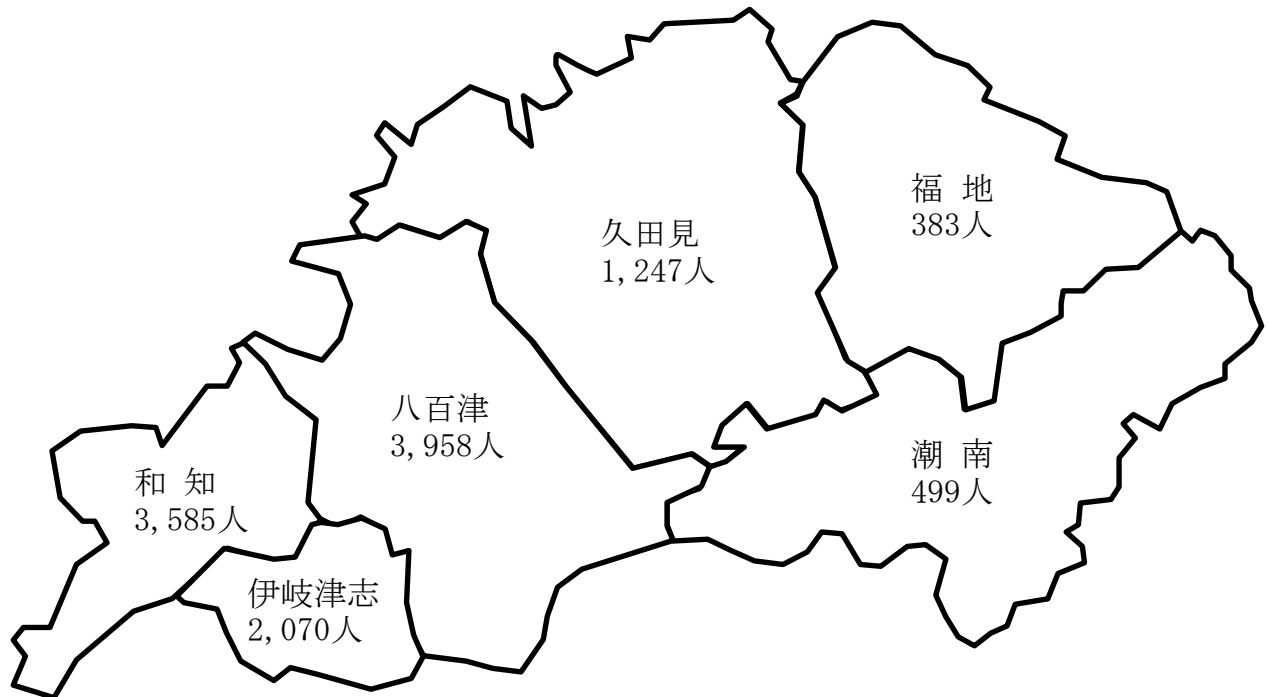 福 地
383人
久田見
1,247人
八百津
3,958人
潮 南
499人
和 知
3,585人
伊岐津志
2,070人